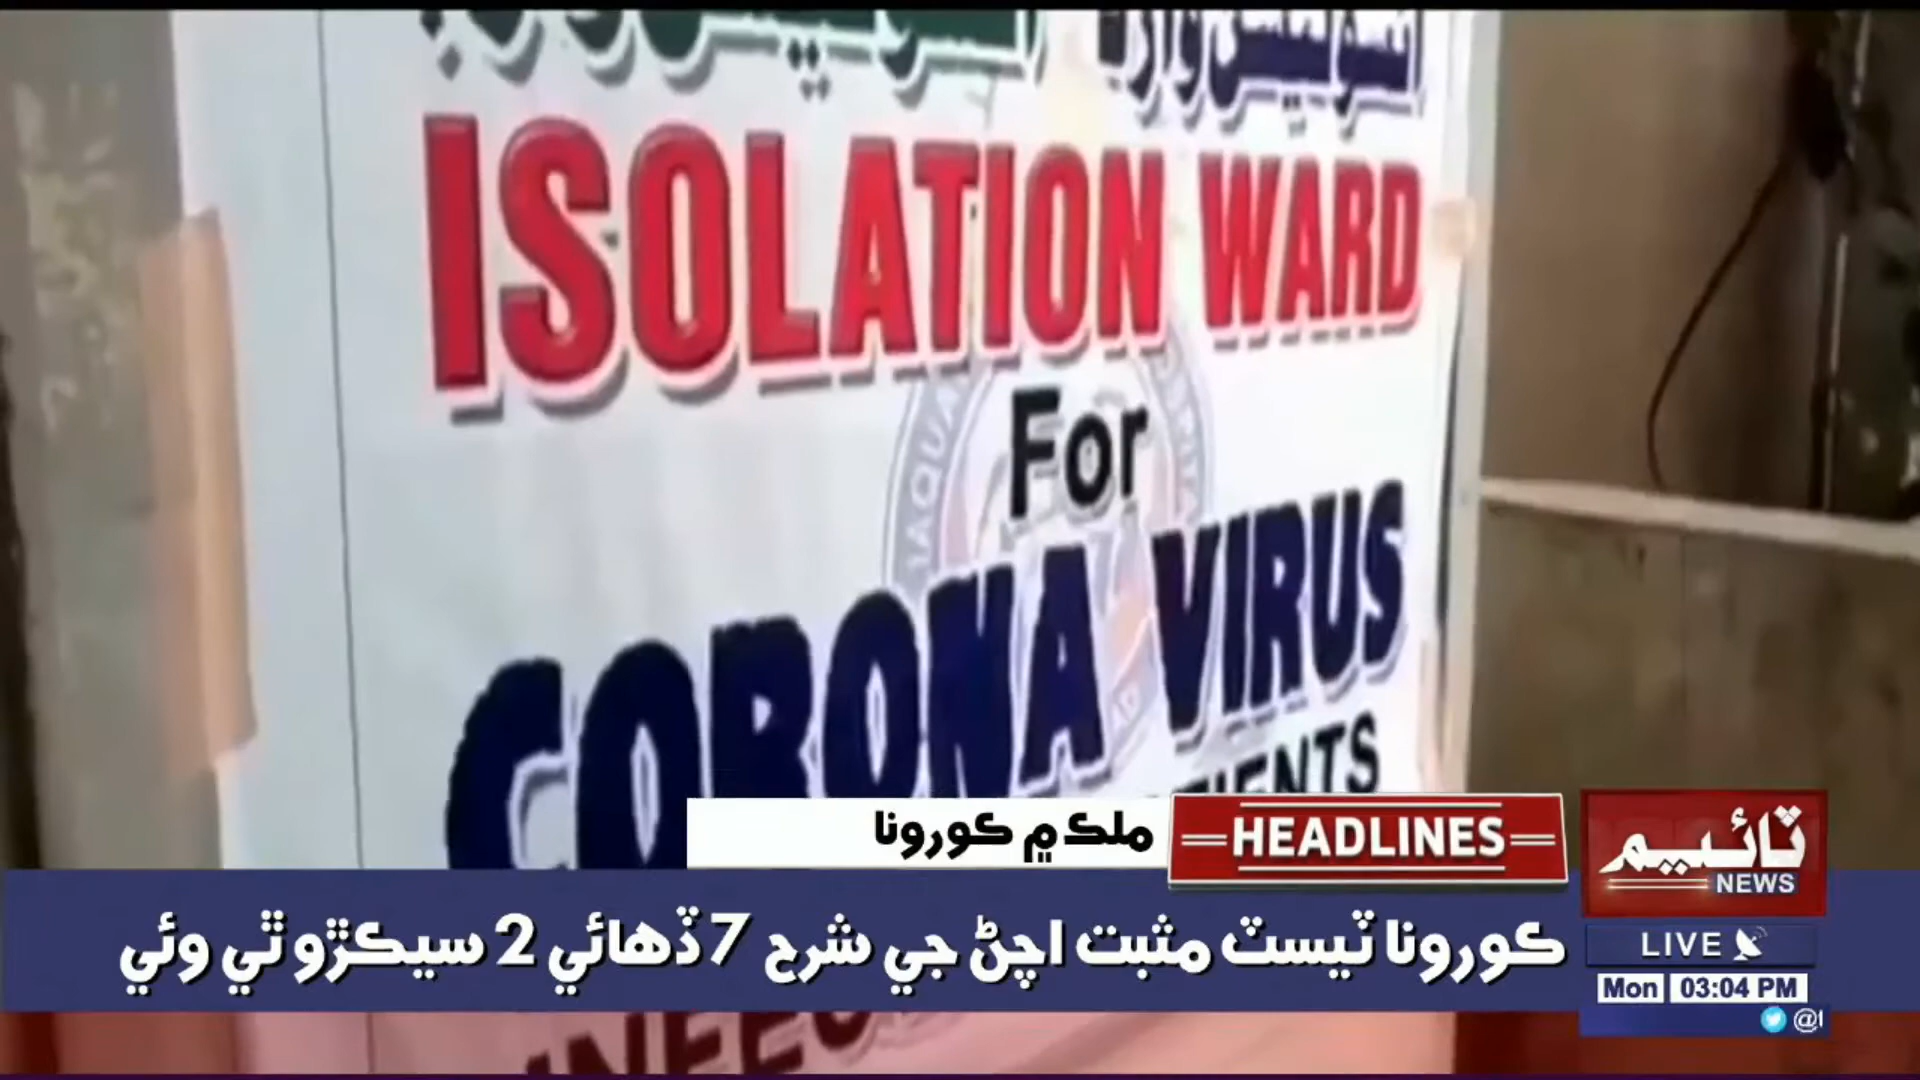 ISOLATION WARD
For
CORONA VIRUS
ملڪ ۾ ڪورونا
HEADLINES
ٽائيم
NEWS
ڪورونا ٽيسٽ مثبت اچڻ جي شرح 7 ڏهائي 2 سيڪڙو ٿي وئي
LIVE
Mon 03:04 PM